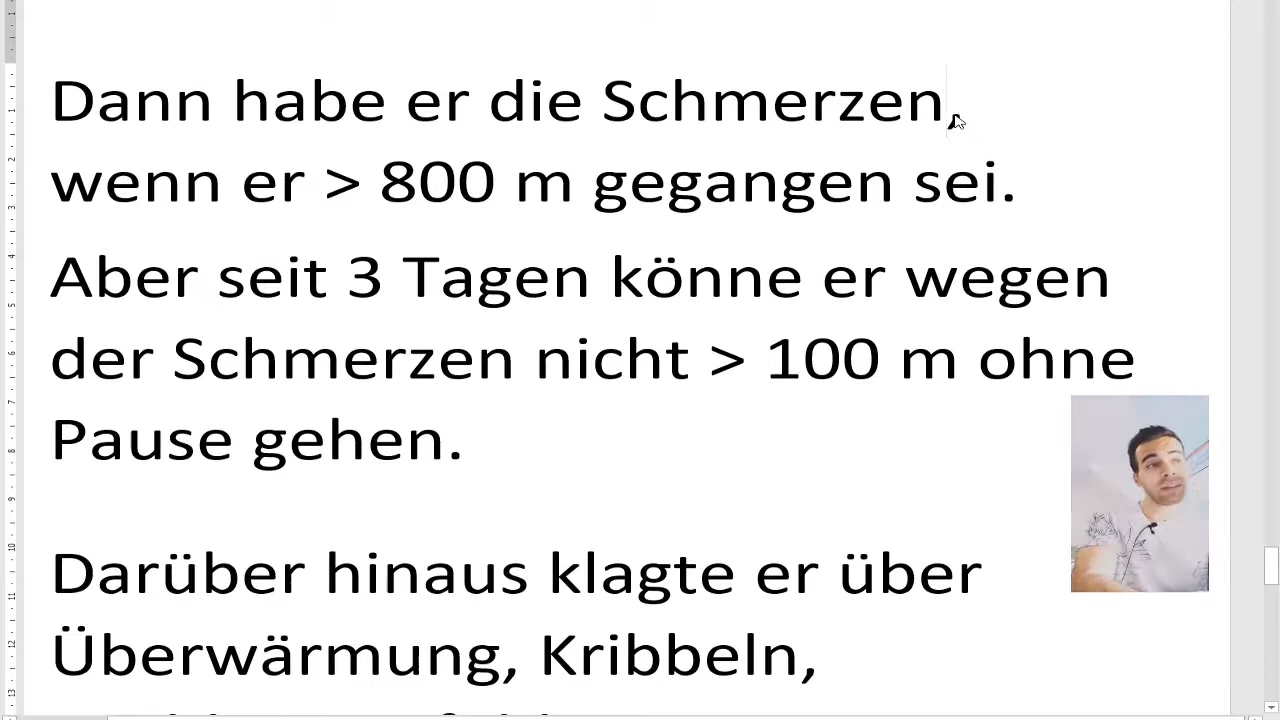 Dann habe er die Schmerzen,
wenn er > 800 m gegangen sei.
Aber seit 3 Tagen könne er wegen
der Schmerzen nicht > 100 m ohne
Pause gehen.
Darüber hinaus klagte er über
Überwärmung, Kribbeln,